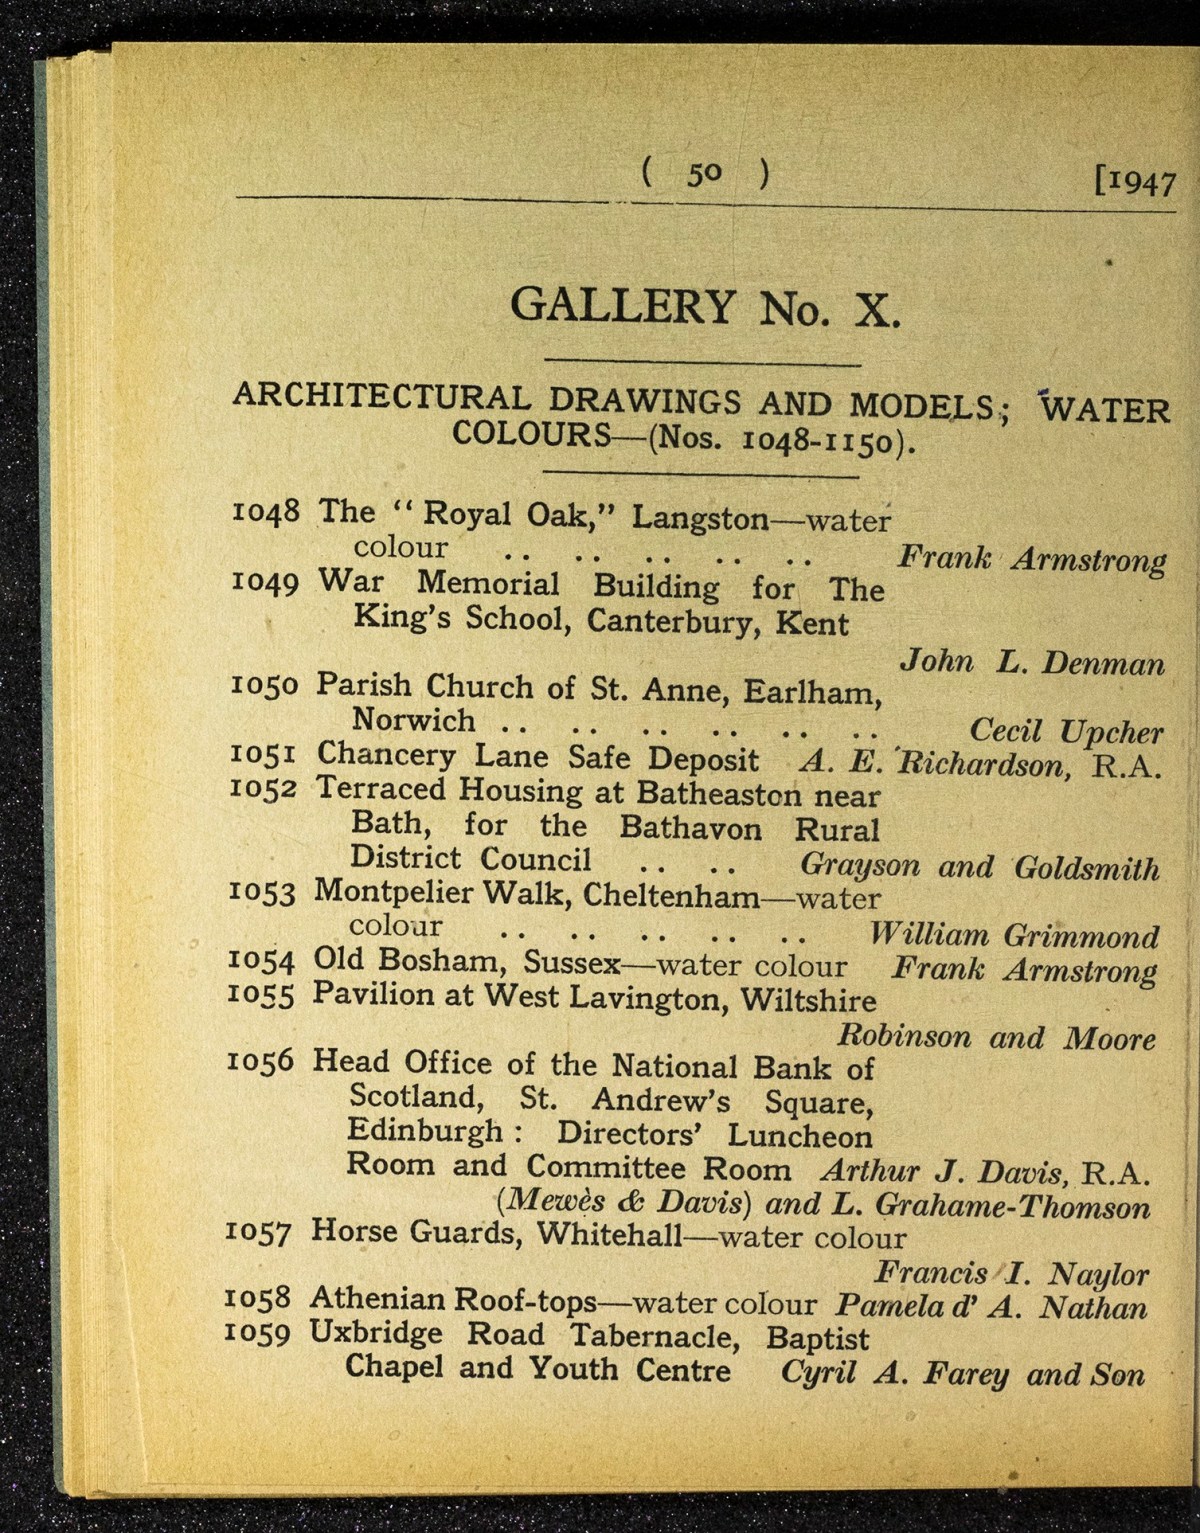 ( 50 )
[1947
GALLERY No. X.
ARCHITECTURAL DRAWINGS AND MODELS; WATER
COLOURS—(Nos. 1048-1150).
1048 The “ Royal Oak,” Langston—water
colour .. .. .. .. .. Frank Armstrong
1049 War Memorial Building for The
King’s School, Canterbury, Kent
John L. Denman
1050 Parish Church of St. Anne, Earlham,
Norwich .. .. .. .. .. .. Cecil Upcher
1051 Chancery Lane Safe Deposit A. E. Richardson, R.A.
1052 Terraced Housing at Batheaston near
Bath, for the Bathavon Rural
District Council .. .. Grayson and Goldsmith
1053 Montpelier Walk, Cheltenham—water
colour .. .. .. .. .. William Grimmond
1054 Old Bosham, Sussex—water colour Frank Armstrong
1055 Pavilion at West Lavington, Wiltshire
Robinson and Moore
1056 Head Office of the National Bank of
Scotland, St. Andrew’s Square,
Edinburgh : Directors’ Luncheon
Room and Committee Room Arthur J. Davis, R.A.
(Mewès & Davis) and L. Grahame-Thomson
1057 Horse Guards, Whitehall—water colour
Francis I. Naylor
1058 Athenian Roof-tops—water colour Pamela d’ A. Nathan
1059 Uxbridge Road Tabernacle, Baptist
Chapel and Youth Centre Cyril A. Farey and Son